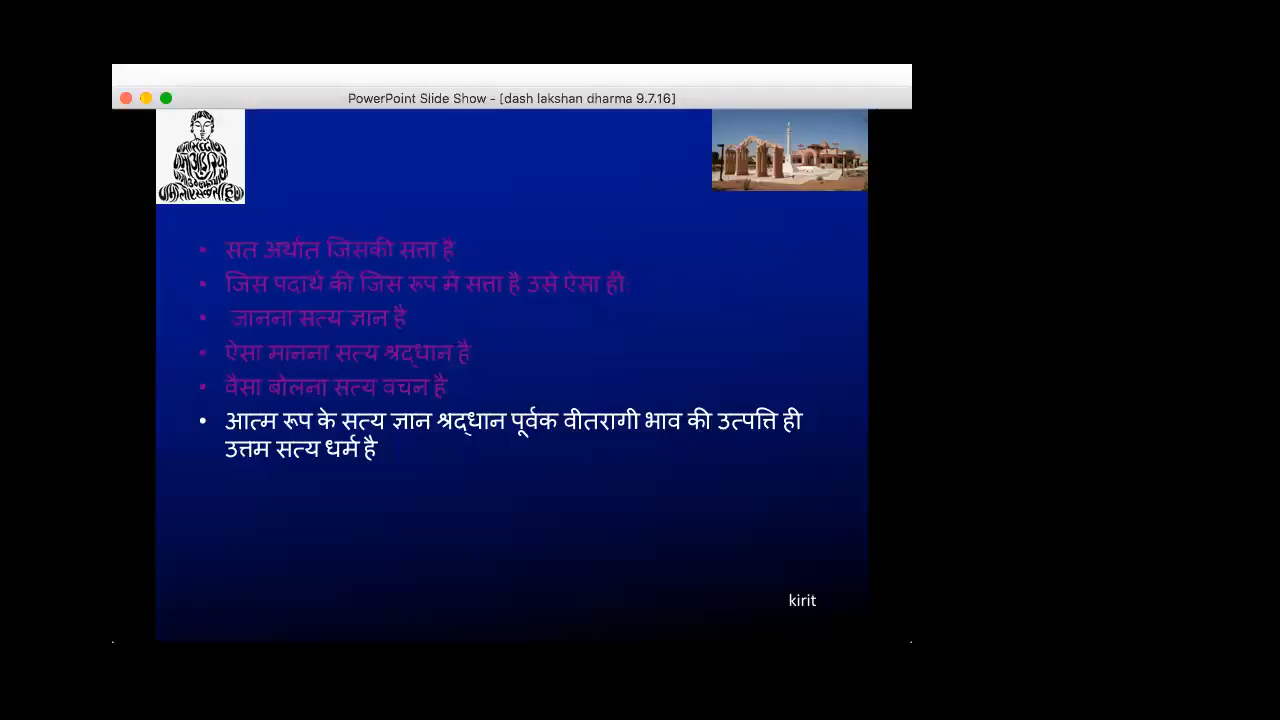 PowerPoint Slide Show - [dash lakshan dharma 9.7.16]
• सत अर्थात जिसकी सत्ता है
• जिस पदार्थ की जिस रूप में सत्ता है उसे ऐसा ही
• जानना सत्य ज्ञान है
• ऐसा मानना सत्य श्रद्धान है
• वैसा बोलना सत्य वचन है
• आत्म रूप के सत्य ज्ञान श्रद्धान पूर्वक वीतरागी भाव की उत्पत्ति ही
उत्तम सत्य धर्म है
kirit